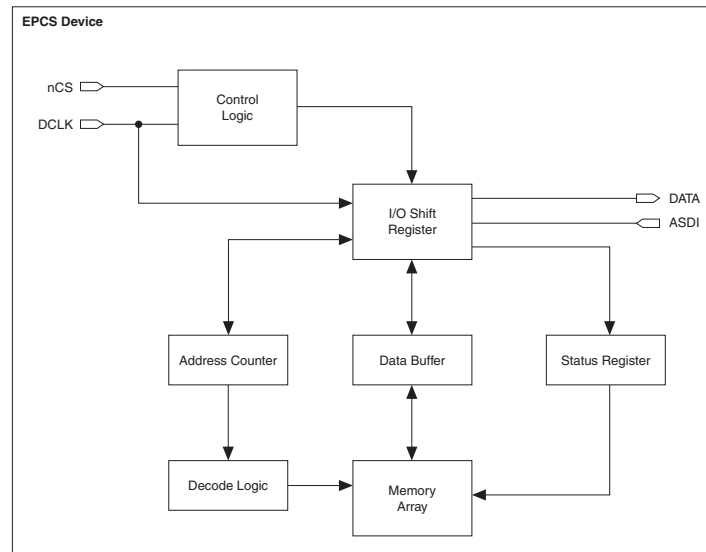 EPCS Device
nCS
Control
Logic
DCLK
DATA
I/O Shift
Register
ASDI
Address Counter
Data Buffer
Status Register
Decode Logic
Memory
Array